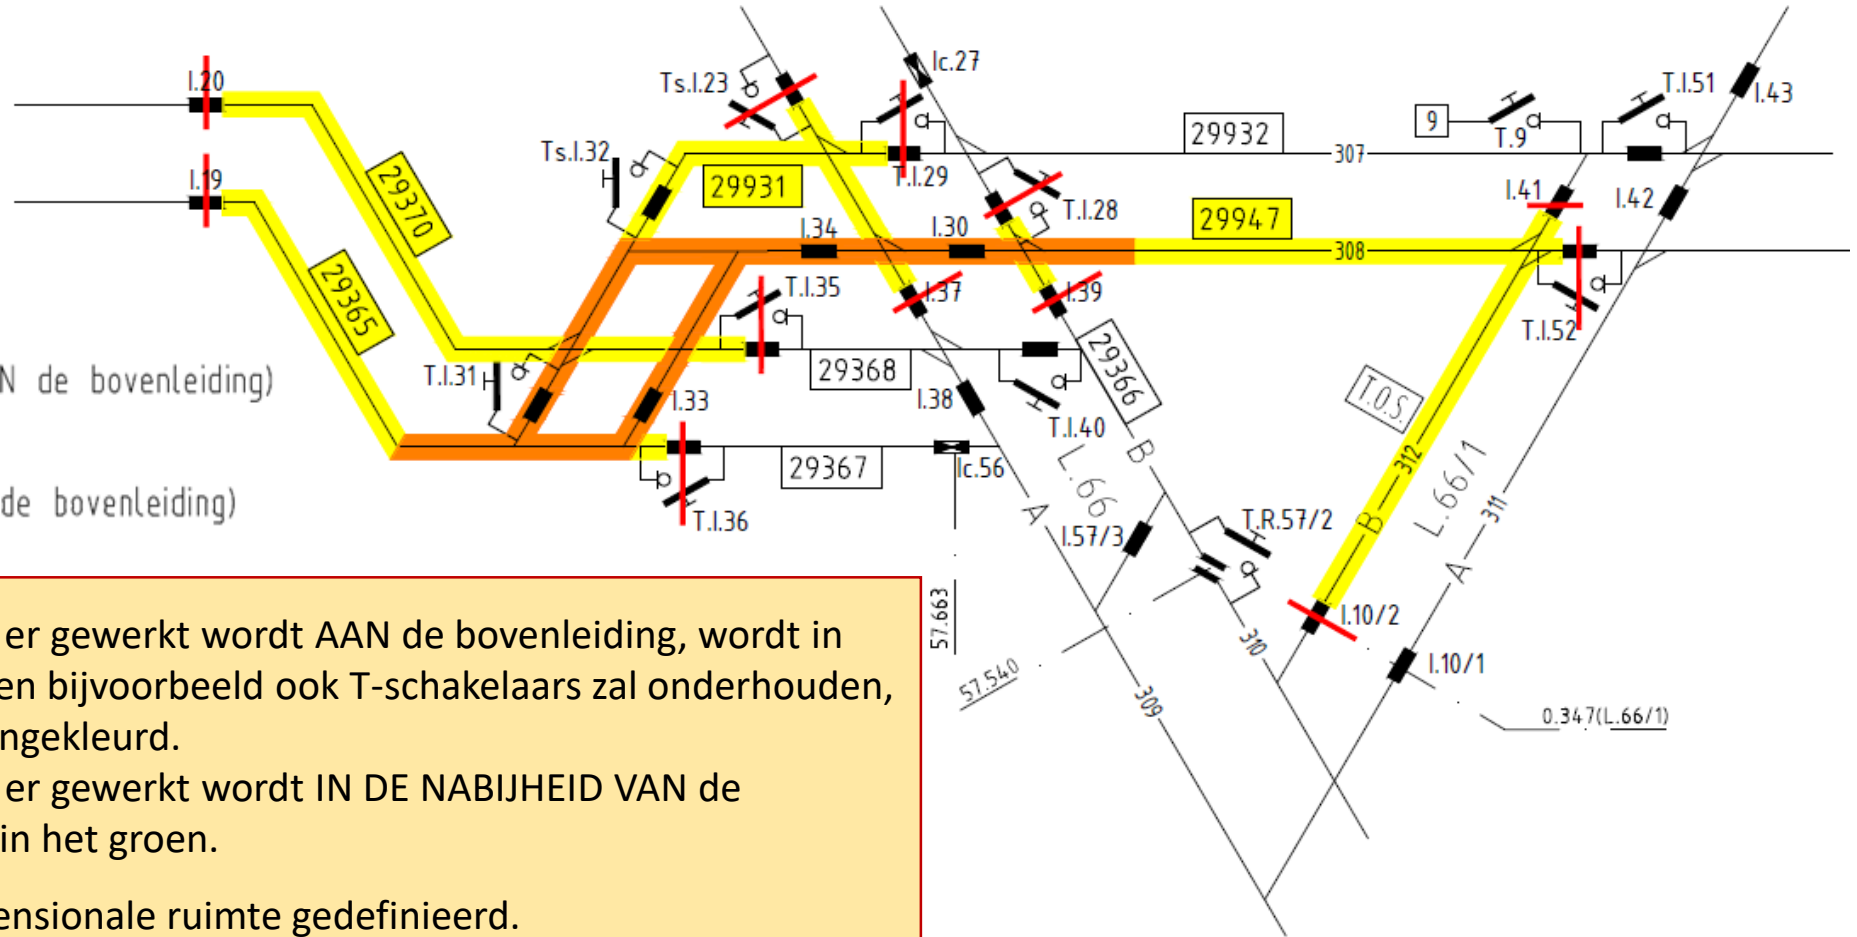 I.20
I.19
29370
29365
Ts.I.32
Ts.I.23
Ic.27
29931
T.I.29
29932
307
9
T.9
T.I.51
I.43
I.34
I.30
T.I.28
29947
308
I.41
I.42
T.I.35
I.37
I.39
T.I.52
T.I.31
I.33
29368
I.38
T.I.40
29366
T.O.S.
N de bovenleiding)
de bovenleiding)
T.I.36
29367
Ic.56
L.66
A
B
I.57/3
T.R.57/2
312
B
L.66/1
311
A
57.663
57.540
309
310
I.10/2
I.10/1
0.347(L.66/1)
er gewerkt wordt AAN de bovenleiding, wordt in
en bijvoorbeeld ook T-schakelaars zal onderhouden,
ngekleurd.
er gewerkt wordt IN DE NABIJHEID VAN de
in het groen.
ensionale ruimte gedefinieerd.